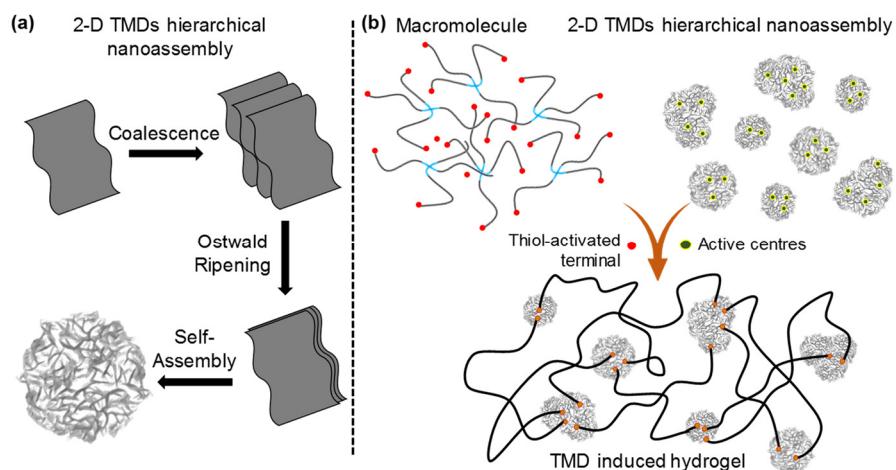 (a)
2-D TMDs hierarchical
nanoassembly
Coalescence
Ostwald
Ripening
Self-
Assembly
(b)
Macromolecule
2-D TMDs hierarchical nanoassembly
Thiol-activated
terminal
Active centres
TMD induced hydrogel